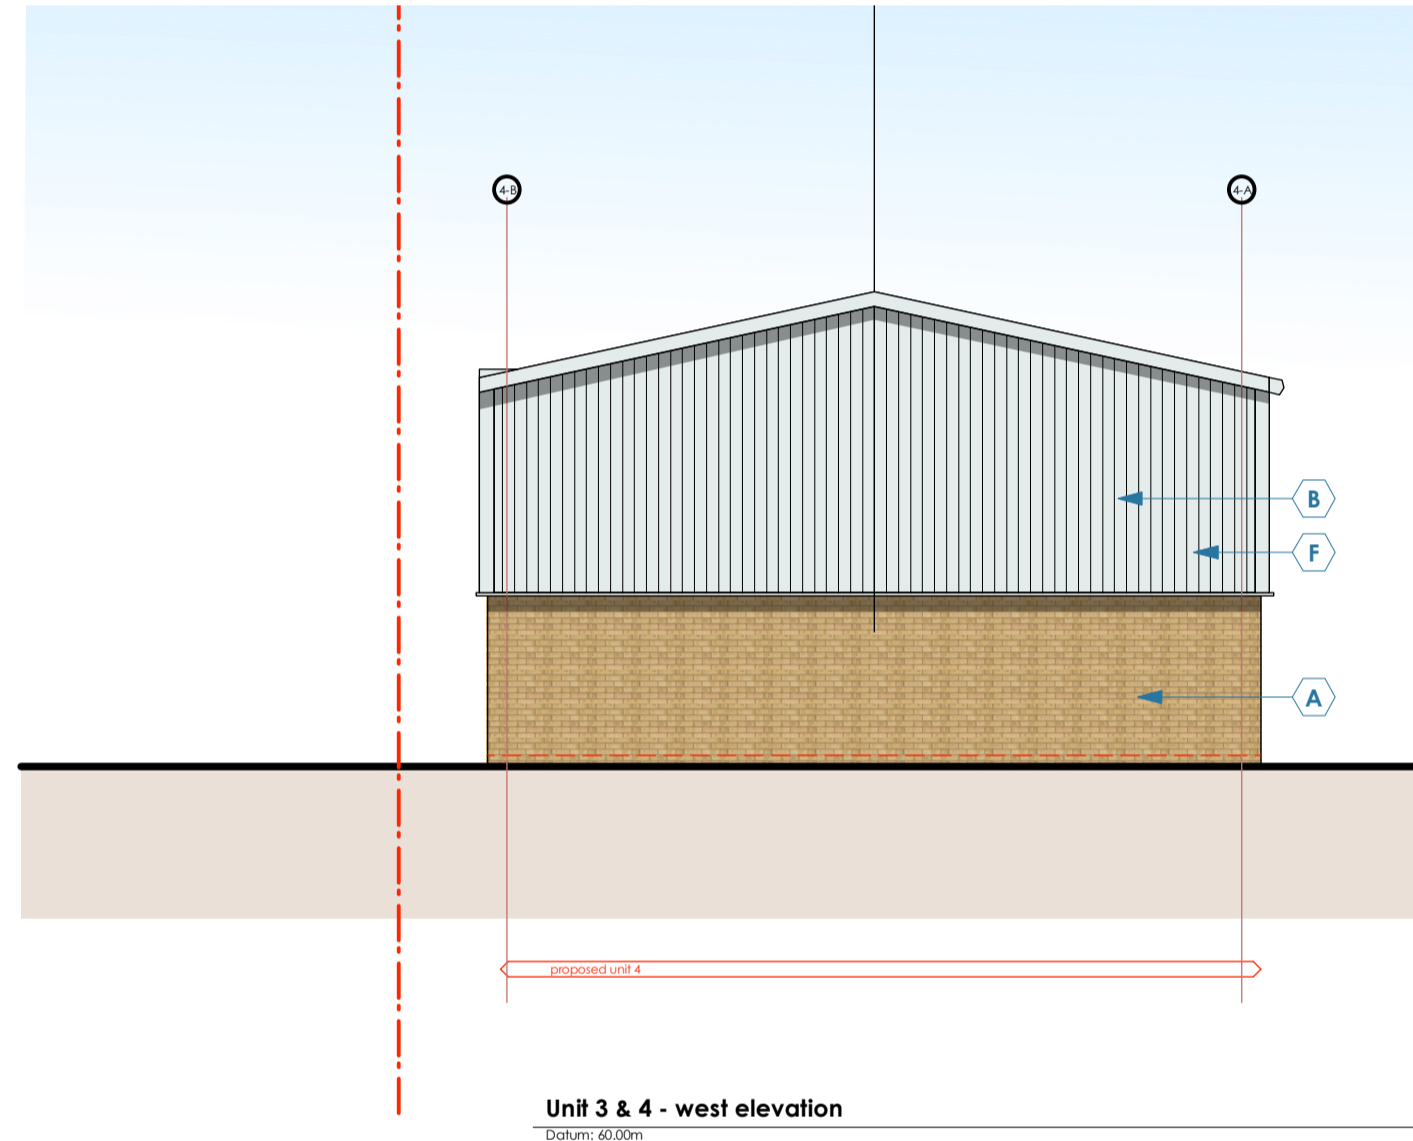 4-B
4-A
B
F
A
proposed unit 4
Unit 3 & 4 - west elevation
Datum: 60.00m